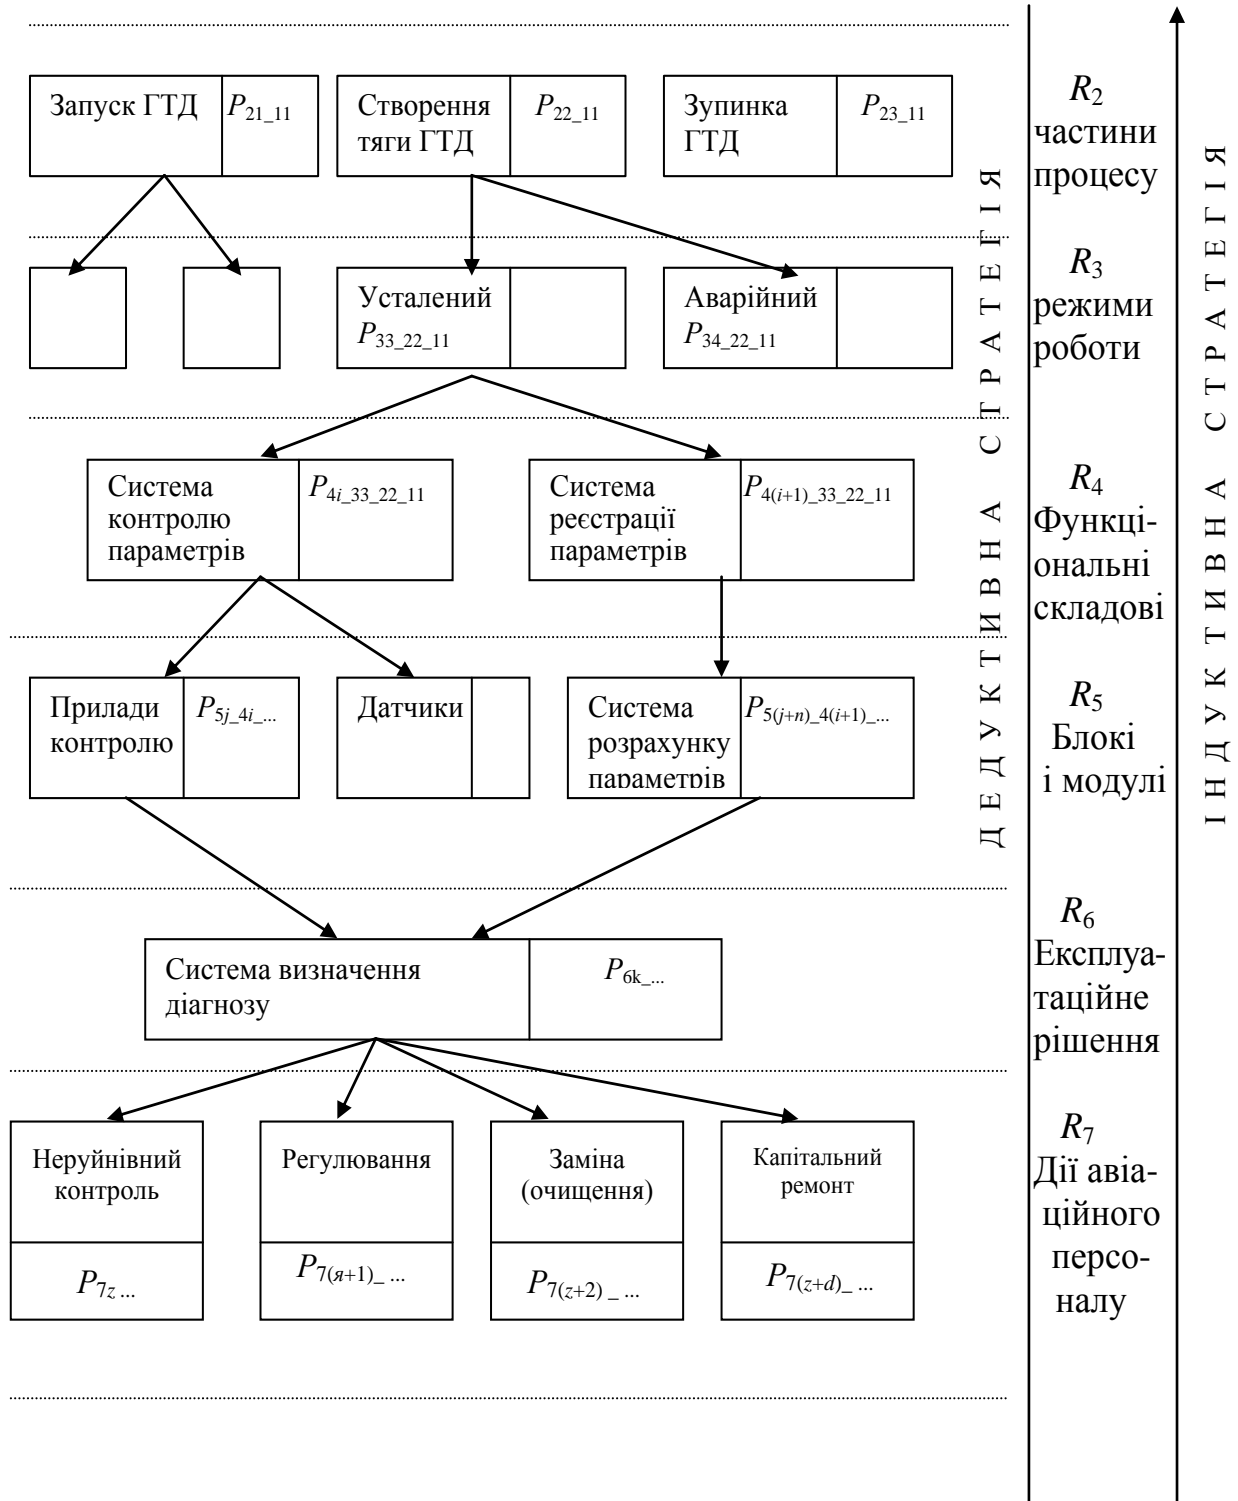 Запуск ГТД
P21_11
Створення
тяги ГТД
P22_11
Зупинка
ГТД
P23_11
R2
частини
процесу
Усталений
P33_22_11
Аварійний
P34_22_11
R3
режими
роботи
Система
контролю
параметрів
P4i_33_22_11
Система
реєстрації
параметрів
P4(i+1)_33_22_11
R4
Функці-
ональні
складові
Прилади
контролю
P5j_4i_...
Датчики
Система
розрахунку
параметрів
P5(j+n)_4(i+1)_...
R5
Блокі
і модулі
Система визначення
діагнозу
P6k_...
R6
Експлуа-
таційне
рішення
Неруйнівний
контроль
P7z ...
Регулювання
P7(я+1)_ ...
Заміна
(очищення)
P7(z+2) _ ...
Капітальний
ремонт
P7(z+d)_ ...
R7
Дії авіа-
ційного
персо-
налу
ДЕДУКТИВНА СТРАТЕГІЯ
ІНДУКТИВНА СТРАТЕГІЯ